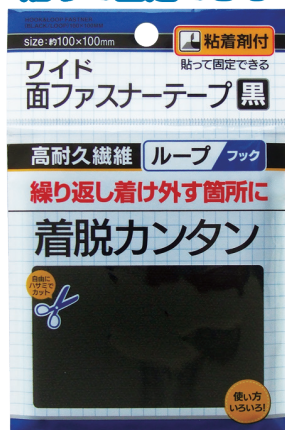 size:約100×100mm
粘着剤付
貼って固定できる
ワイド
面ファスナーテープ 黒
高耐久繊維 ループ フック
繰り返し着け外す箇所に
着脱カンタン
自由に
ハサミで
カット
使い方
いろいろ!